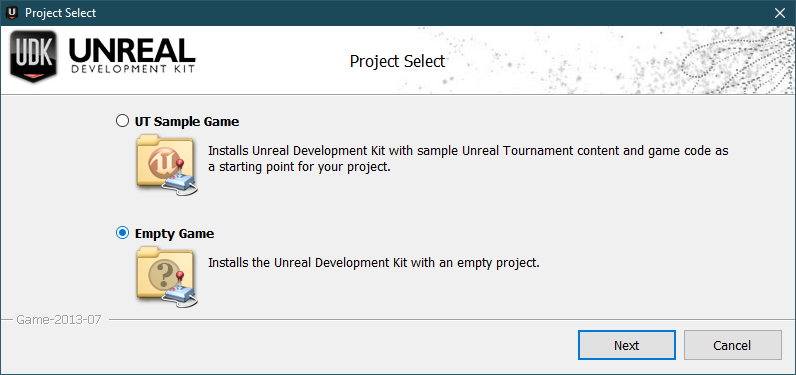 Project Select
UDK UNREAL
DEVELOPMENT KIT
Project Select
UT Sample Game
Installs Unreal Development Kit with sample Unreal Tournament content and game code as
a starting point for your project.
Empty Game
?
Installs the Unreal Development Kit with an empty project.
Game-2013-07
Next
Cancel